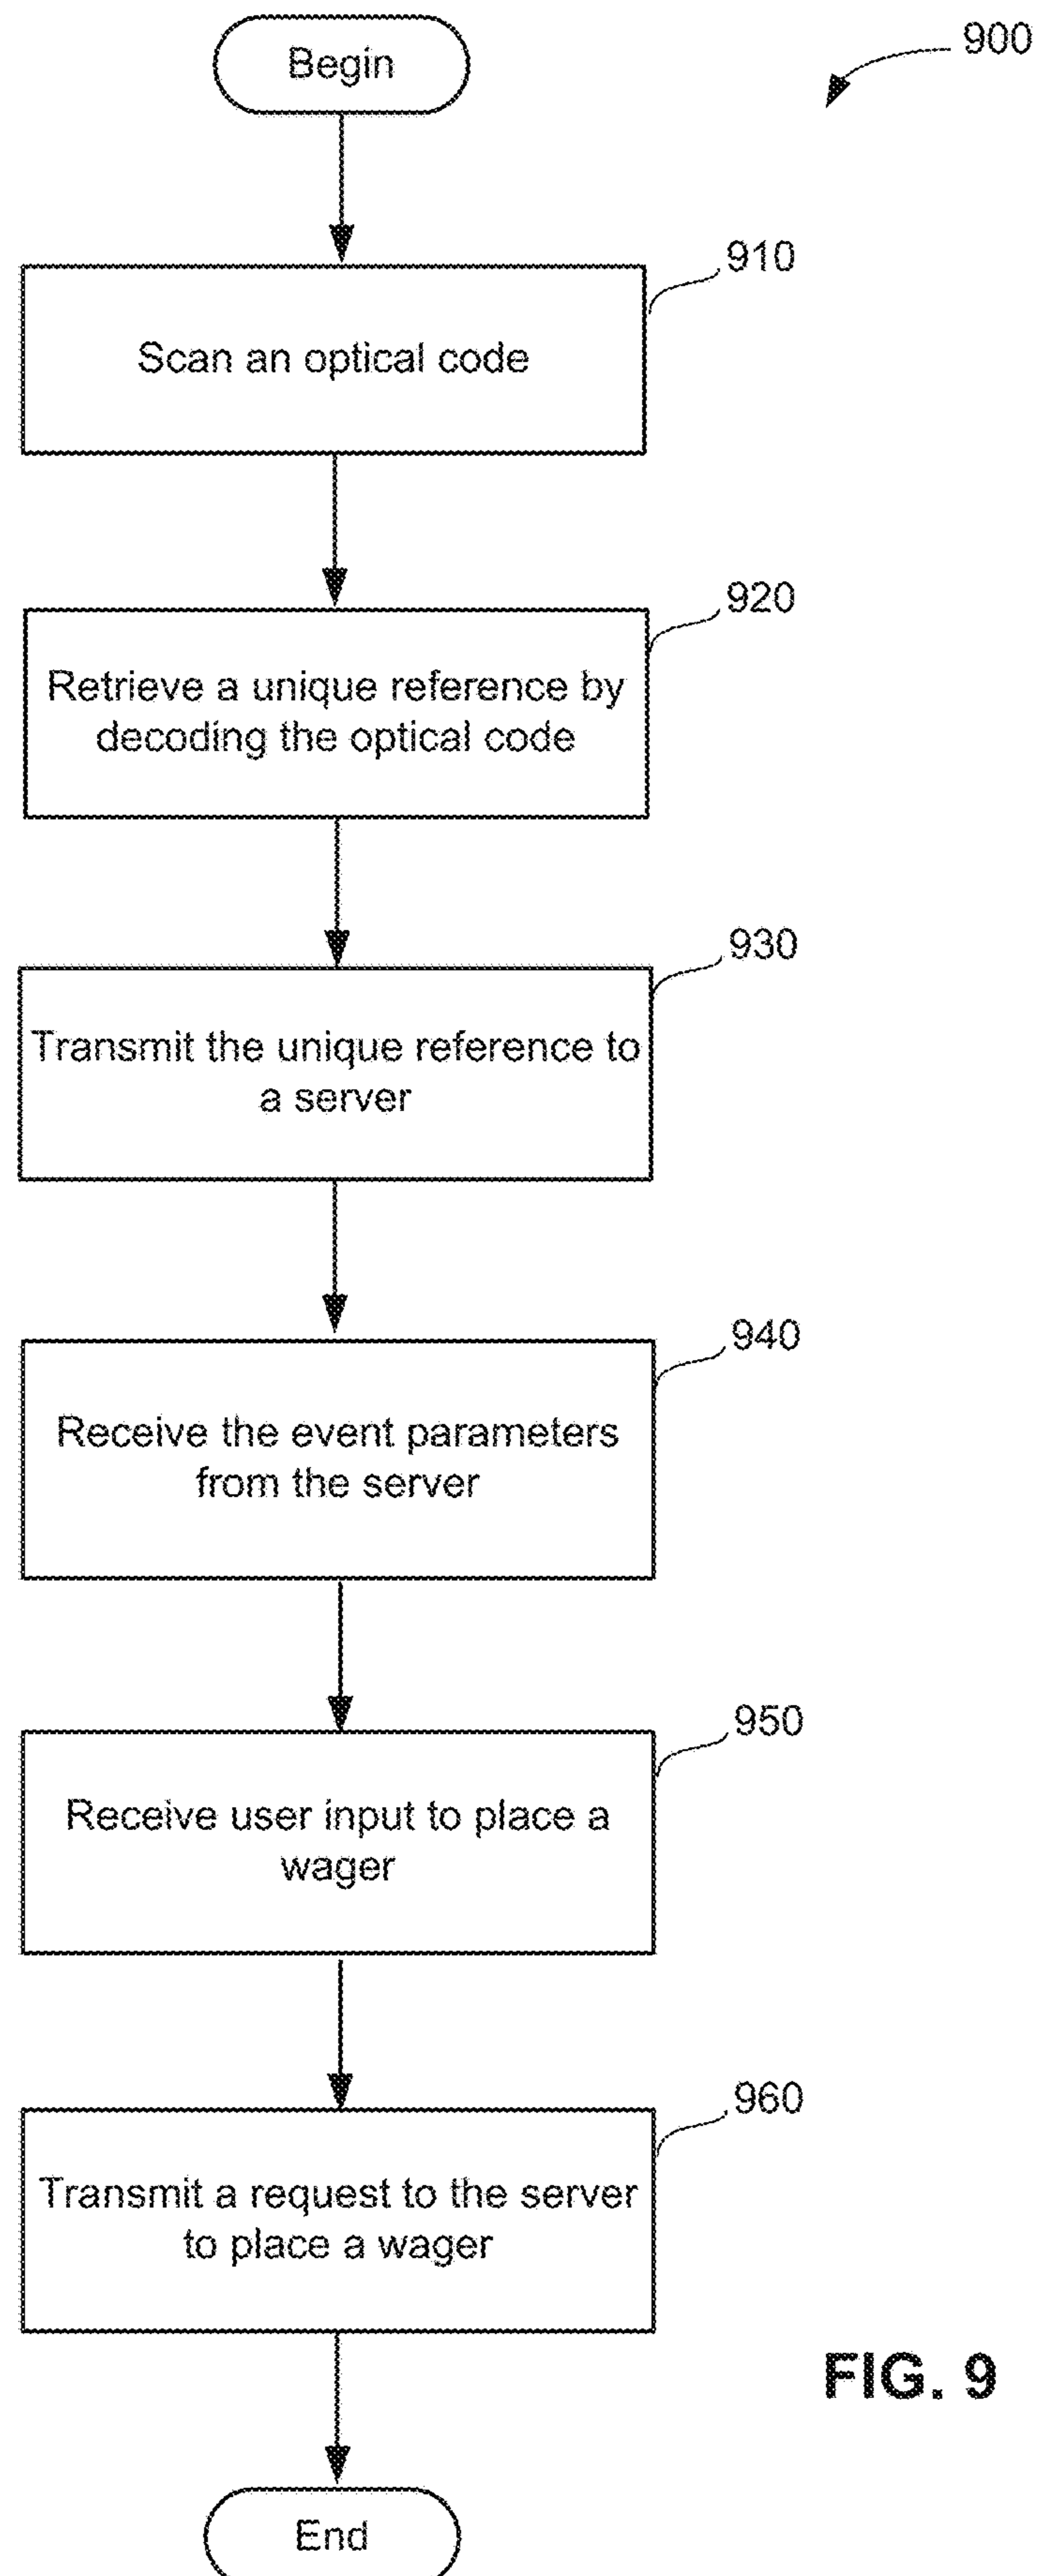 Begin
900
910
Scan an optical code
920
Retrieve a unique reference by
decoding the optical code
930
Transmit the unique reference to
a server
940
Receive the event parameters
from the server
950
Receive user input to place a
wager
960
Transmit a request to the server
to place a wager
FIG. 9
End